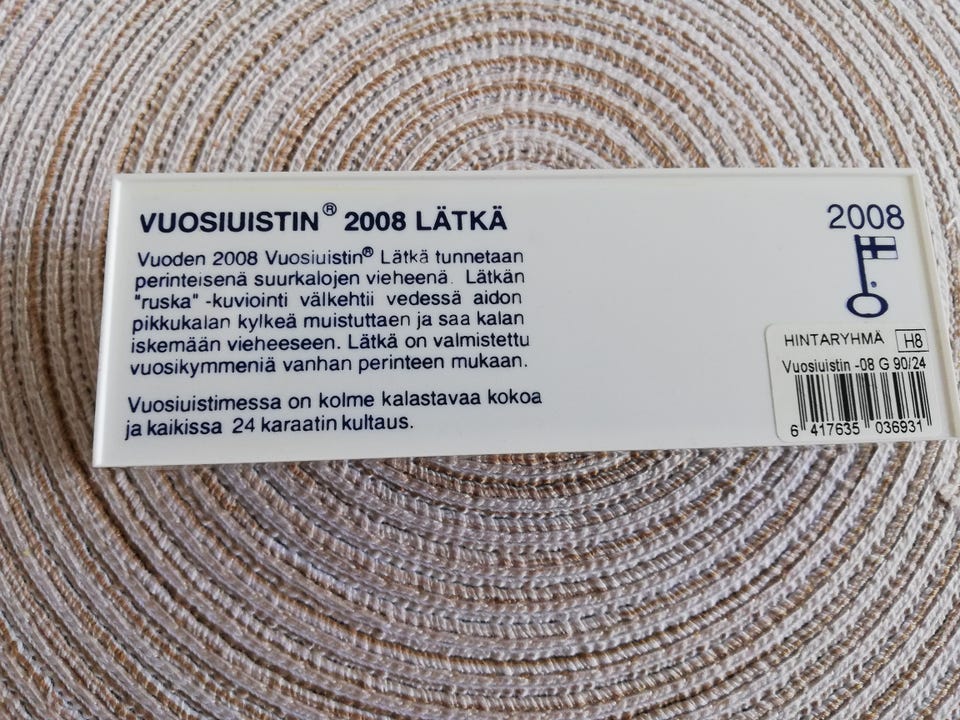 VUOSIUISTIN® 2008 LÄTKÄ
Vuoden 2008 Vuosiuistin® Lätkä tunnetaan
perinteisenä suurkalojen vieheenä. Lätkän
"ruska" -kuviointi välkehtii vedessä aidon
pikkukalan kylkeä muistuttaen ja saa kalan
iskemään vieheeseen. Lätkä on valmistettu
vuosikymmeniä vanhan perinteen mukaan.
Vuosiuistimessa on kolme kalastavaa kokoa
ja kaikissa 24 karaatin kultaus.
2008
HINTARYHMÄ H8
Vuosiuistin -08 G 90/24
6 417635 036931